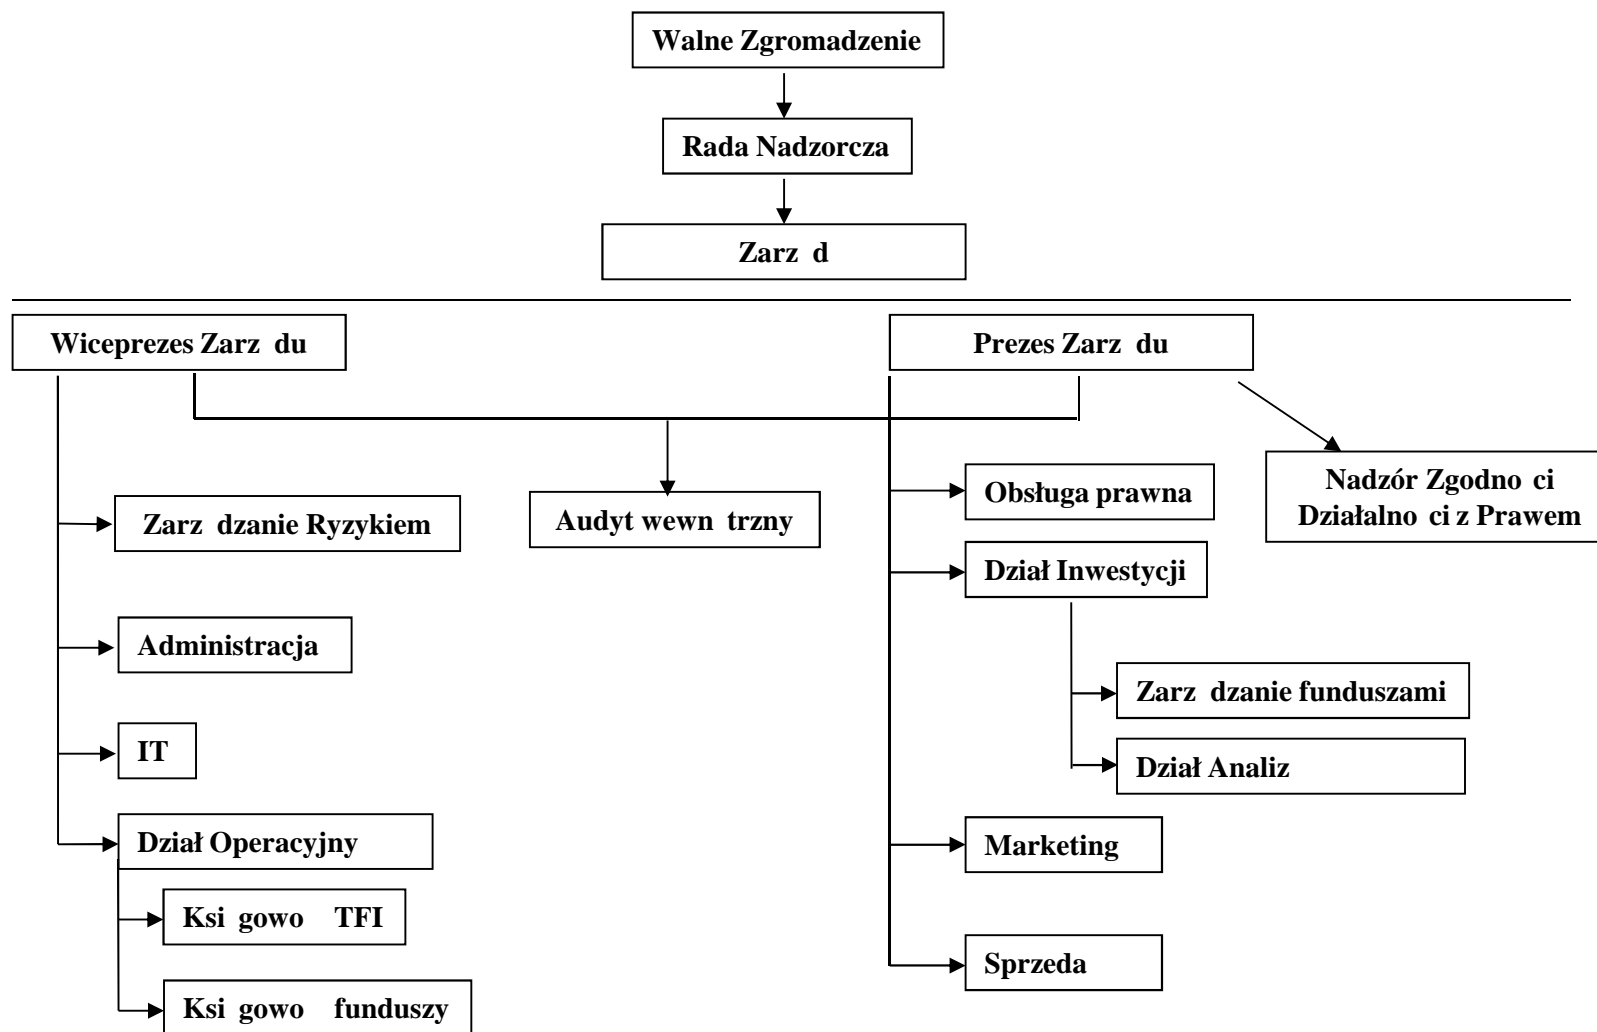 Walne Zgromadzenie
Rada Nadzorcza
Zarz d
Wiceprezes Zarz du
Prezes Zarz du
Zarz dzanie Ryzykiem
Audyt wewn trzny
Obsługa prawna
Nadzór Zgodno ci
Działalno ci z Prawem
Dział Inwestycji
Administracja
Zarz dzanie funduszami
IT
Dział Analiz
Dział Operacyjny
Marketing
Ksi gowo TFI
Sprzeda
Ksi gowo funduszy